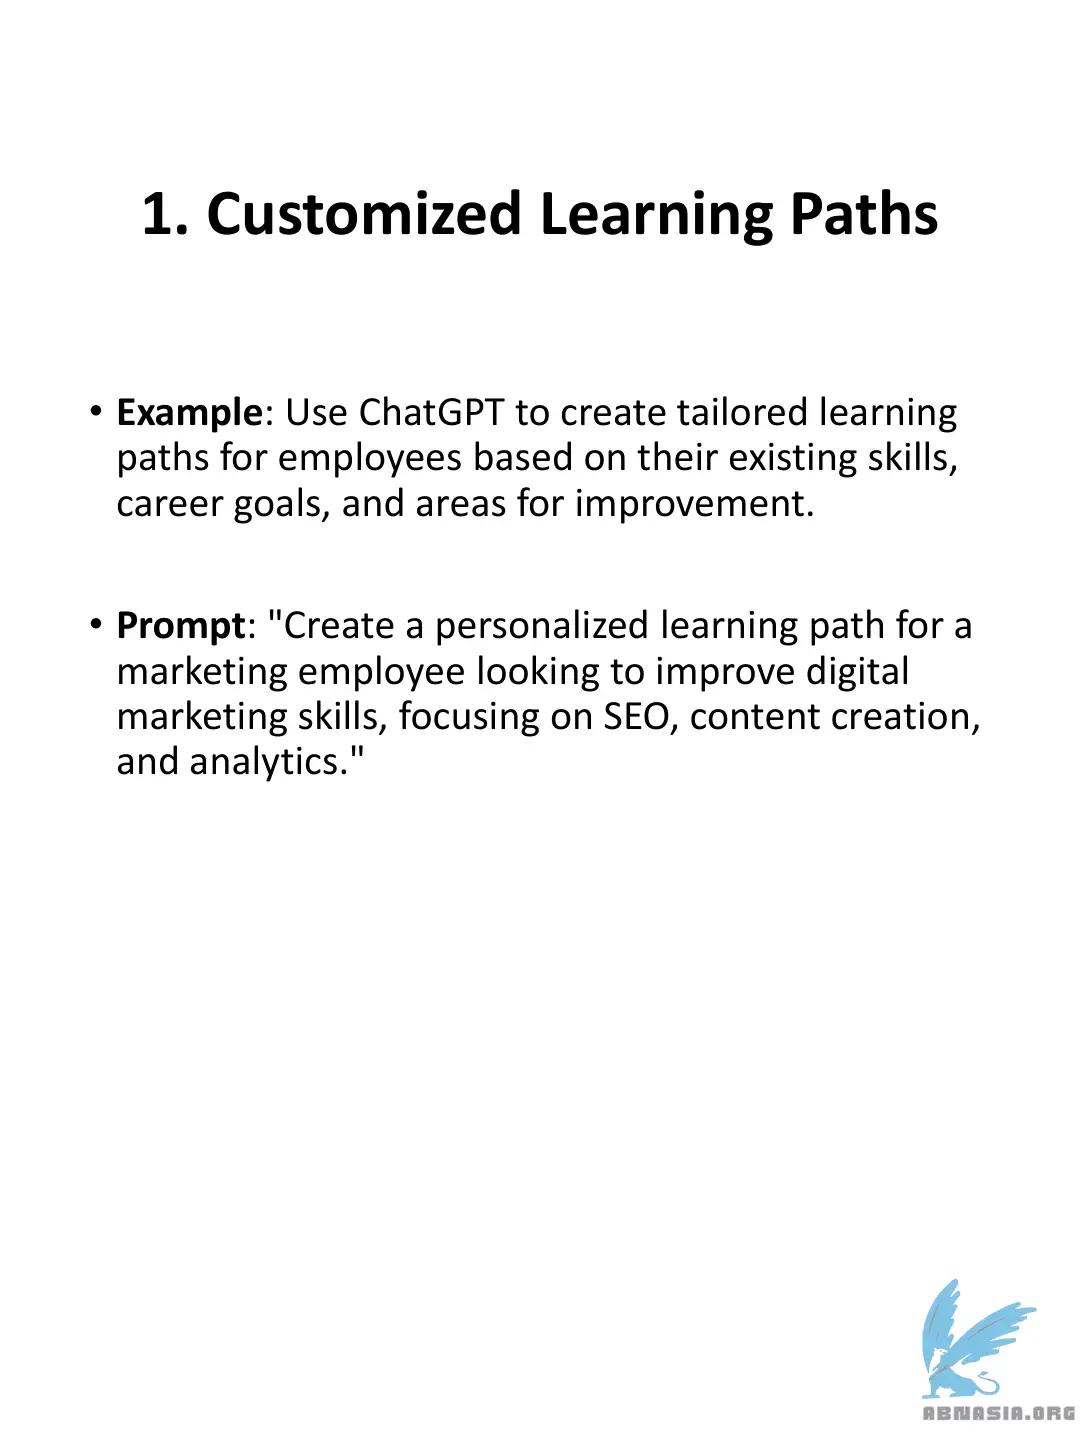 1. Customized Learning Paths
• Example: Use ChatGPT to create tailored learning
paths for employees based on their existing skills,
career goals, and areas for improvement.
• Prompt: "Create a personalized learning path for a
marketing employee looking to improve digital
marketing skills, focusing on SEO, content creation,
and analytics."
ABNASIA.ORG